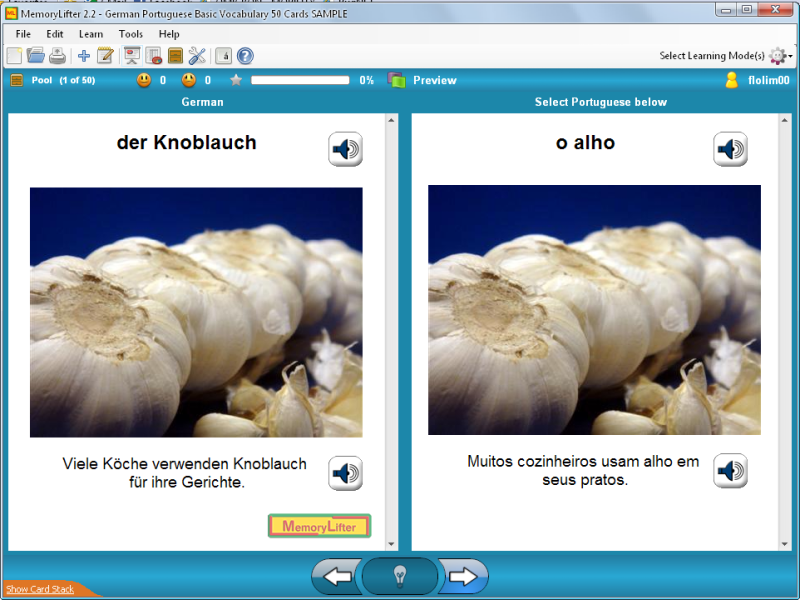 MemoryLifter 2.2 - German Portuguese Basic Vocabulary 50 Cards SAMPLE
File Edit Learn Tools Help
Select Learning Mode(s)
Pool (1 of 50) 0 0 0% Preview flolim00
German
Select Portuguese below
der Knoblauch
Viele Köche verwenden Knoblauch
für ihre Gerichte.
MemoryLifter
o alho
Muitos cozinheiros usam alho em
seus pratos.
Show Card Stack